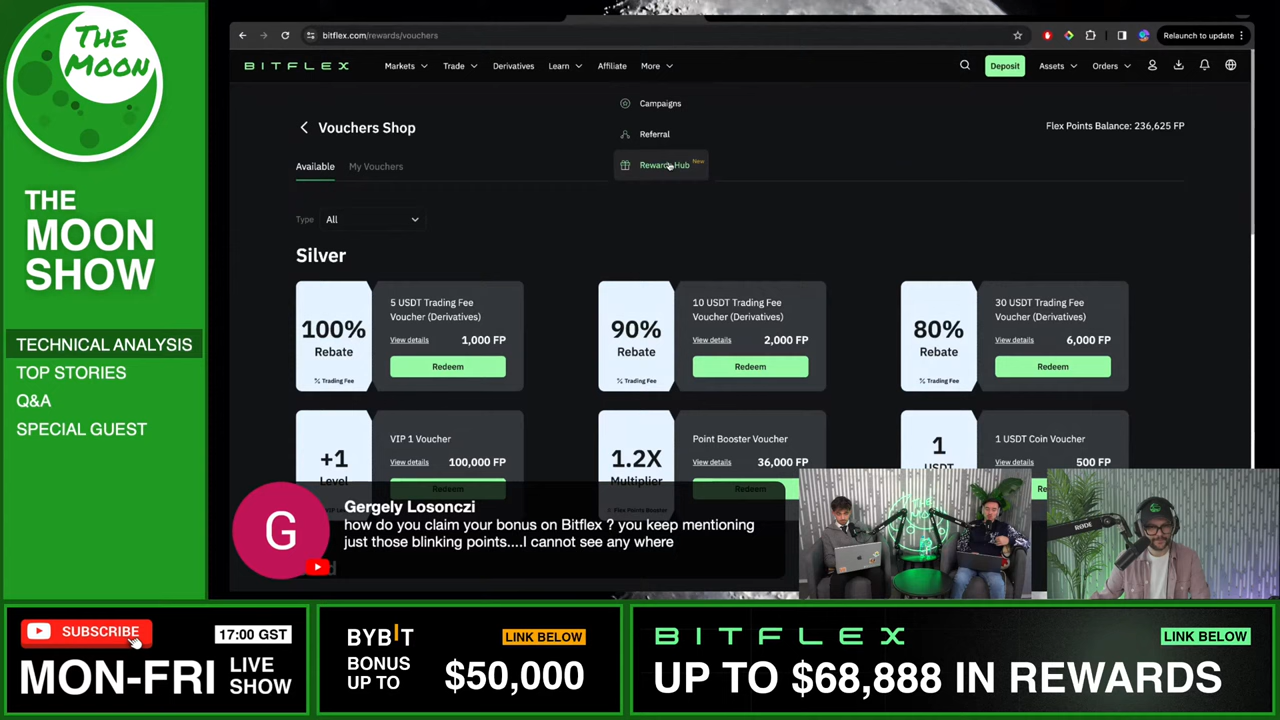 THE
MOON
THE
MOON
SHOW
TECHNICAL ANALYSIS
TOP STORIES
Q&A
SPECIAL GUEST
bitflex.com/rewards/vouchers
Relaunch to update
BITFLEX
Markets
Trade
Derivatives
Learn
Affiliate
More
Deposit
Assets
Orders
Campaigns
Referral
Rewards Hub New
Vouchers Shop
Flex Points Balance: 236,625 FP
Available
My Vouchers
Type
All
Silver
100%
Rebate
% Trading Fee
5 USDT Trading Fee
Voucher (Derivatives)
View details
1,000 FP
Redeem
90%
Rebate
% Trading Fee
10 USDT Trading Fee
Voucher (Derivatives)
View details
2,000 FP
Redeem
80%
Rebate
% Trading Fee
30 USDT Trading Fee
Voucher (Derivatives)
View details
6,000 FP
Redeem
+1
Level
VIP 1 Voucher
View details
100,000 FP
Redeem
1.2X
Multiplier
Flex Points Booster
Point Booster Voucher
View details
36,000 FP
Redeem
1
USDT
1 USDT Coin Voucher
View details
500 FP
G
Gergely Losonczi
how do you claim your bonus on Bitflex ? you keep mentioning
just those blinking points....I cannot see any where
RØDE
SUBSCRIBE
17:00 GST
MON-FRI
LIVE
SHOW
BYBIT
LINK BELOW
BONUS
UP TO
$50,000
BITFLEX
LINK BELOW
UP TO $68,888 IN REWARDS